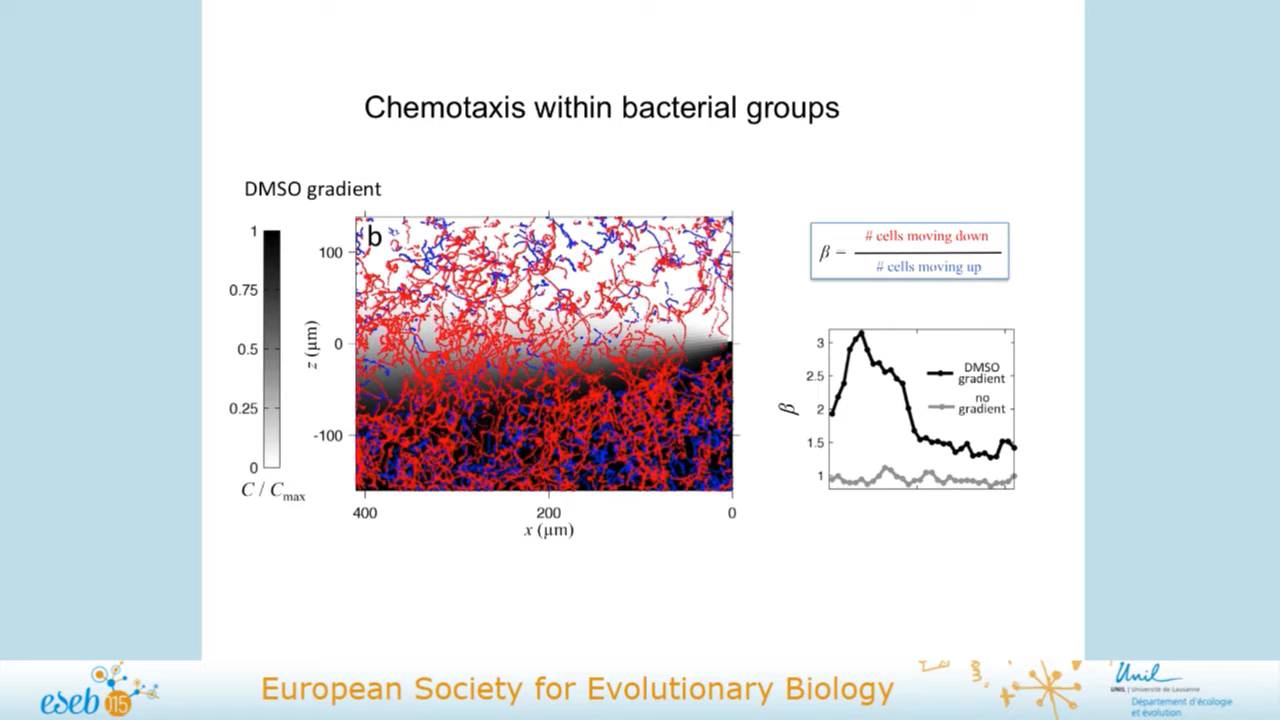 Chemotaxis within bacterial groups
DMSO gradient
1
0.75
0.5
0.25
0
C / Cmax
b
100
0
-100
z (μm)
400
200
0
x (μm)
β = # cells moving down
# cells moving up
3
2.5
2
1.5
1
β
DMSO
gradient
no
gradient
eseb 115
European Society for Evolutionary Biology
Unil
UNIL | Université de Lausanne
Département d'écologie
et évolution